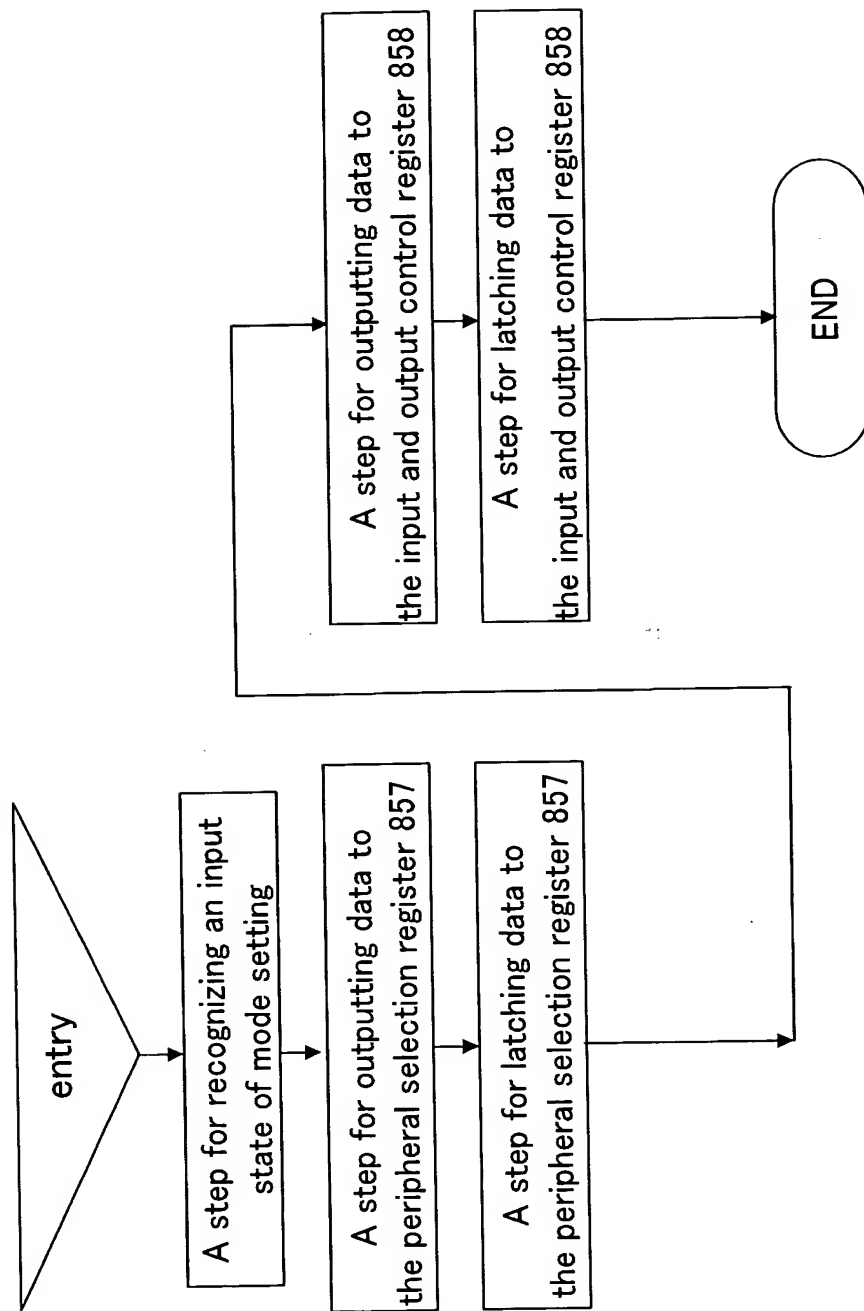 entry
A step for recognizing an input
state of mode setting
A step for outputting data to
the peripheral selection register 857
A step for latching data to
the peripheral selection register 857
A step for outputting data to
the input and output control register 858
A step for latching data to
the input and output control register 858
END